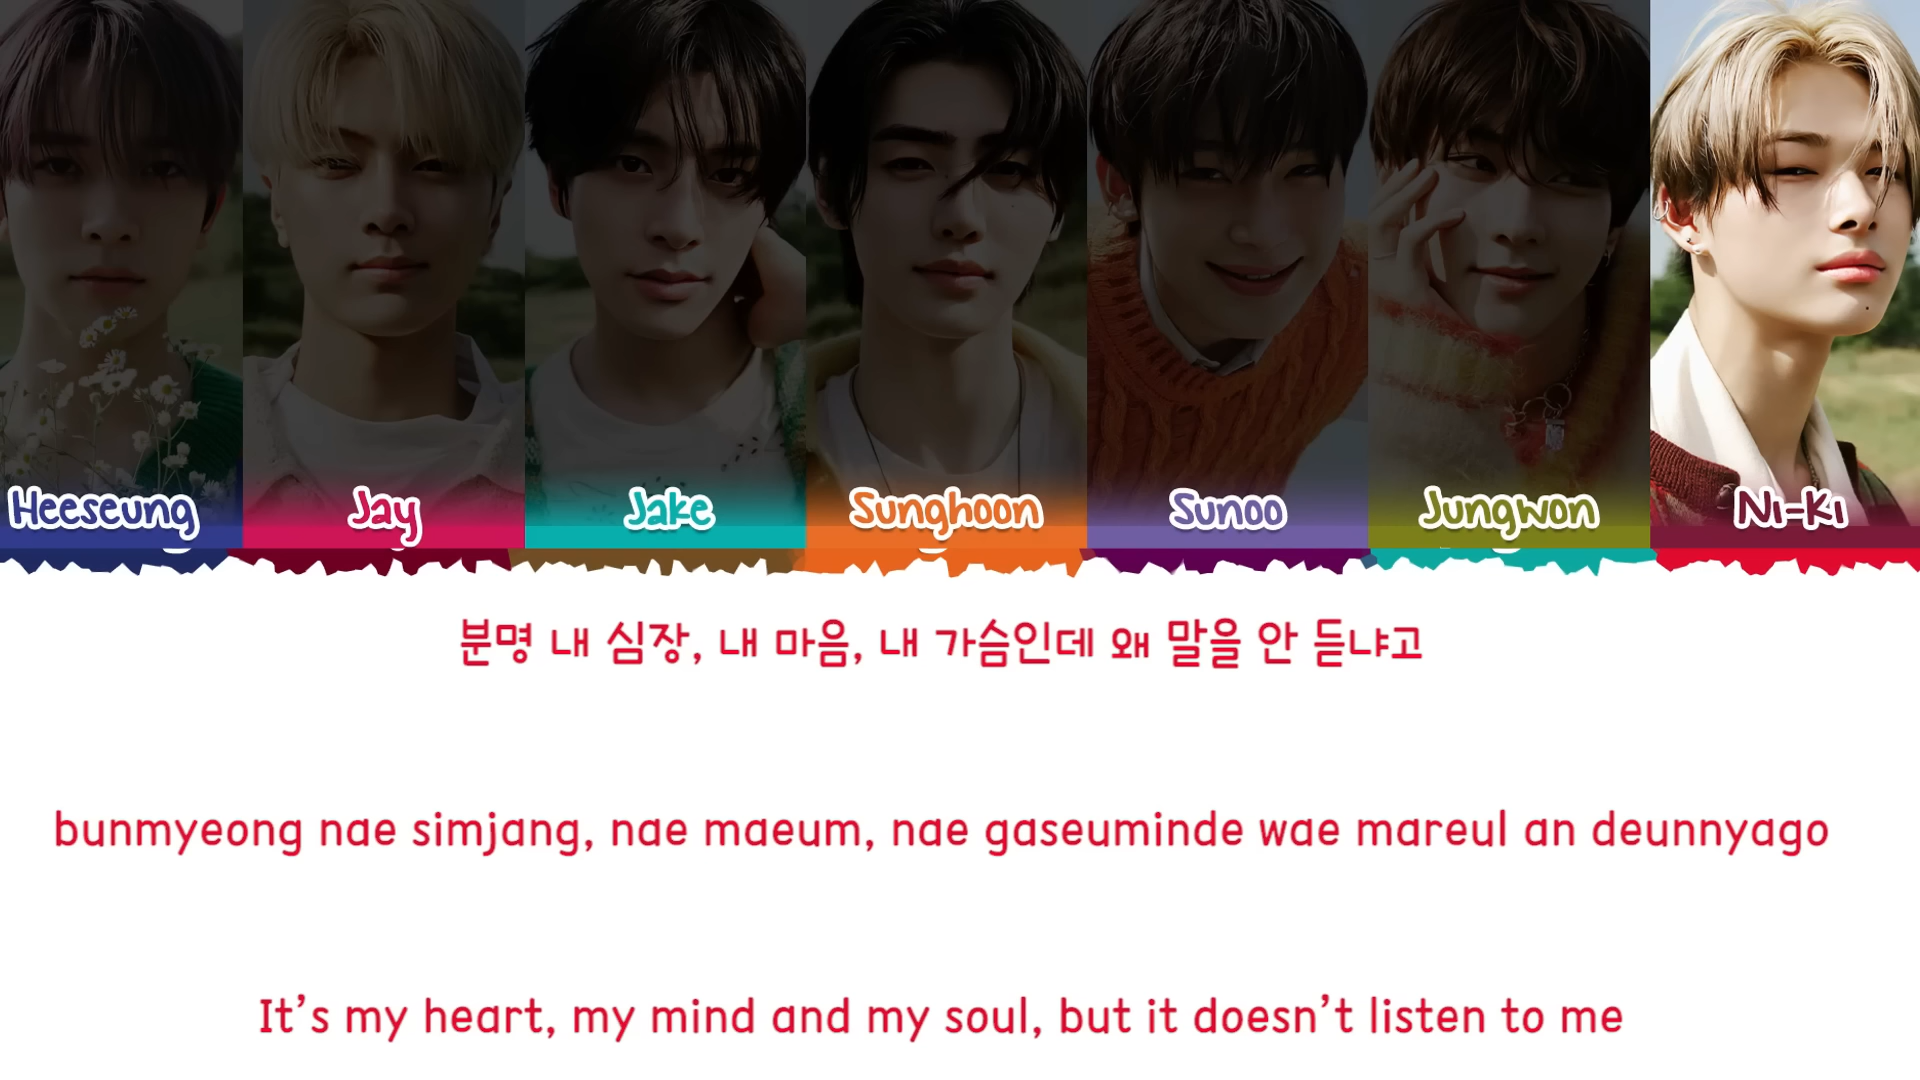 Heeseung Jay Jake Sunghoon Sunoo Jungwon Ni-Ki
분명 내 심장, 내 마음, 내 가슴인데 왜 말을 안 듣냐고
bunmyeong nae simjang, nae maeum, nae gaseuminde wae mareul an deunnyago
It’s my heart, my mind and my soul, but it doesn’t listen to me